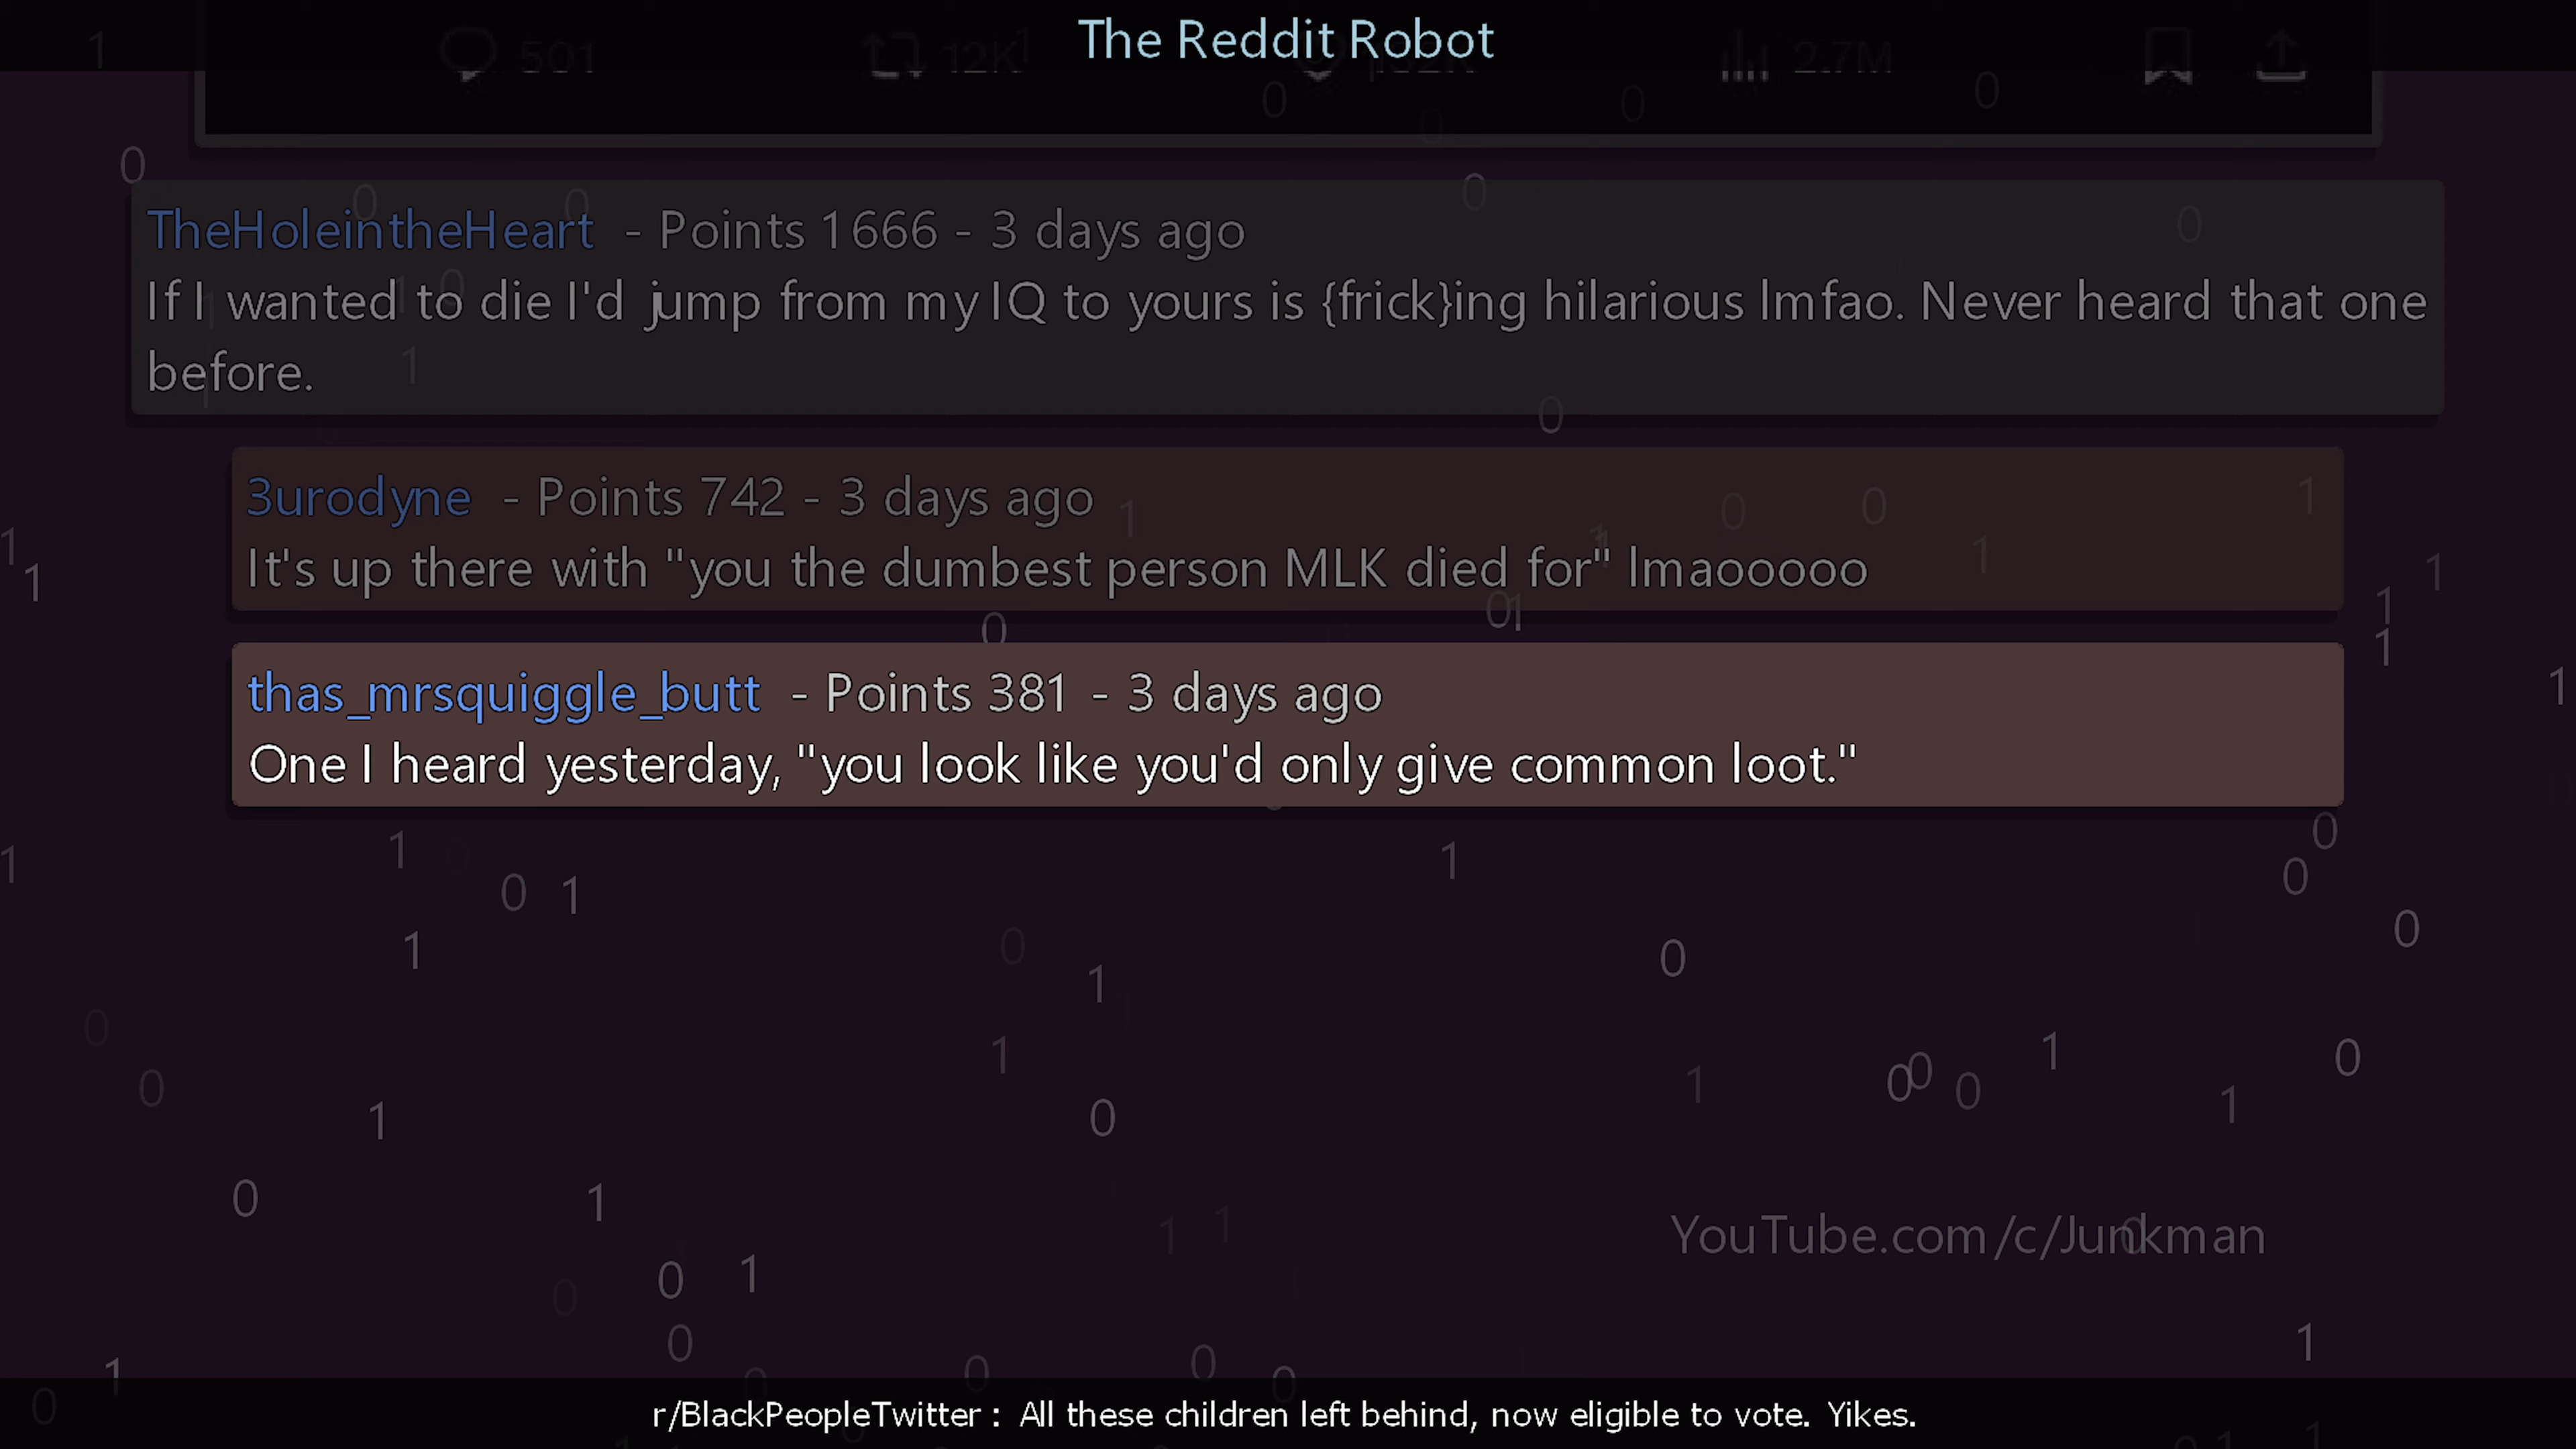 The Reddit Robot
501 12K 2.7M
TheHoleintheHeart - Points 1666 - 3 days ago
If I wanted to die I'd jump from my IQ to yours is {frick}ing hilarious lmfao. Never heard that one
before.
3urodyne - Points 742 - 3 days ago
It's up there with "you the dumbest person MLK died for" lmaooooo
thas_mrsquiggle_butt - Points 381 - 3 days ago
One I heard yesterday, "you look like you'd only give common loot."
YouTube.com/c/Junkman
r/BlackPeopleTwitter : All these children left behind, now eligible to vote. Yikes.